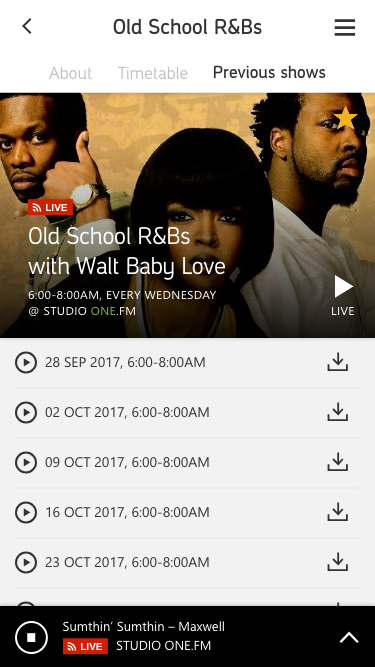 Old School R&Bs
About Timetable Previous shows
LIVE
Old School R&Bs
with Walt Baby Love
6:00-8:00AM, EVERY WEDNESDAY
@ STUDIO ONE.FM
LIVE
28 SEP 2017, 6:00-8:00AM
02 OCT 2017, 6:00-8:00AM
09 OCT 2017, 6:00-8:00AM
16 OCT 2017, 6:00-8:00AM
23 OCT 2017, 6:00-8:00AM
Sumthin’ Sumthin – Maxwell
LIVE STUDIO ONE.FM